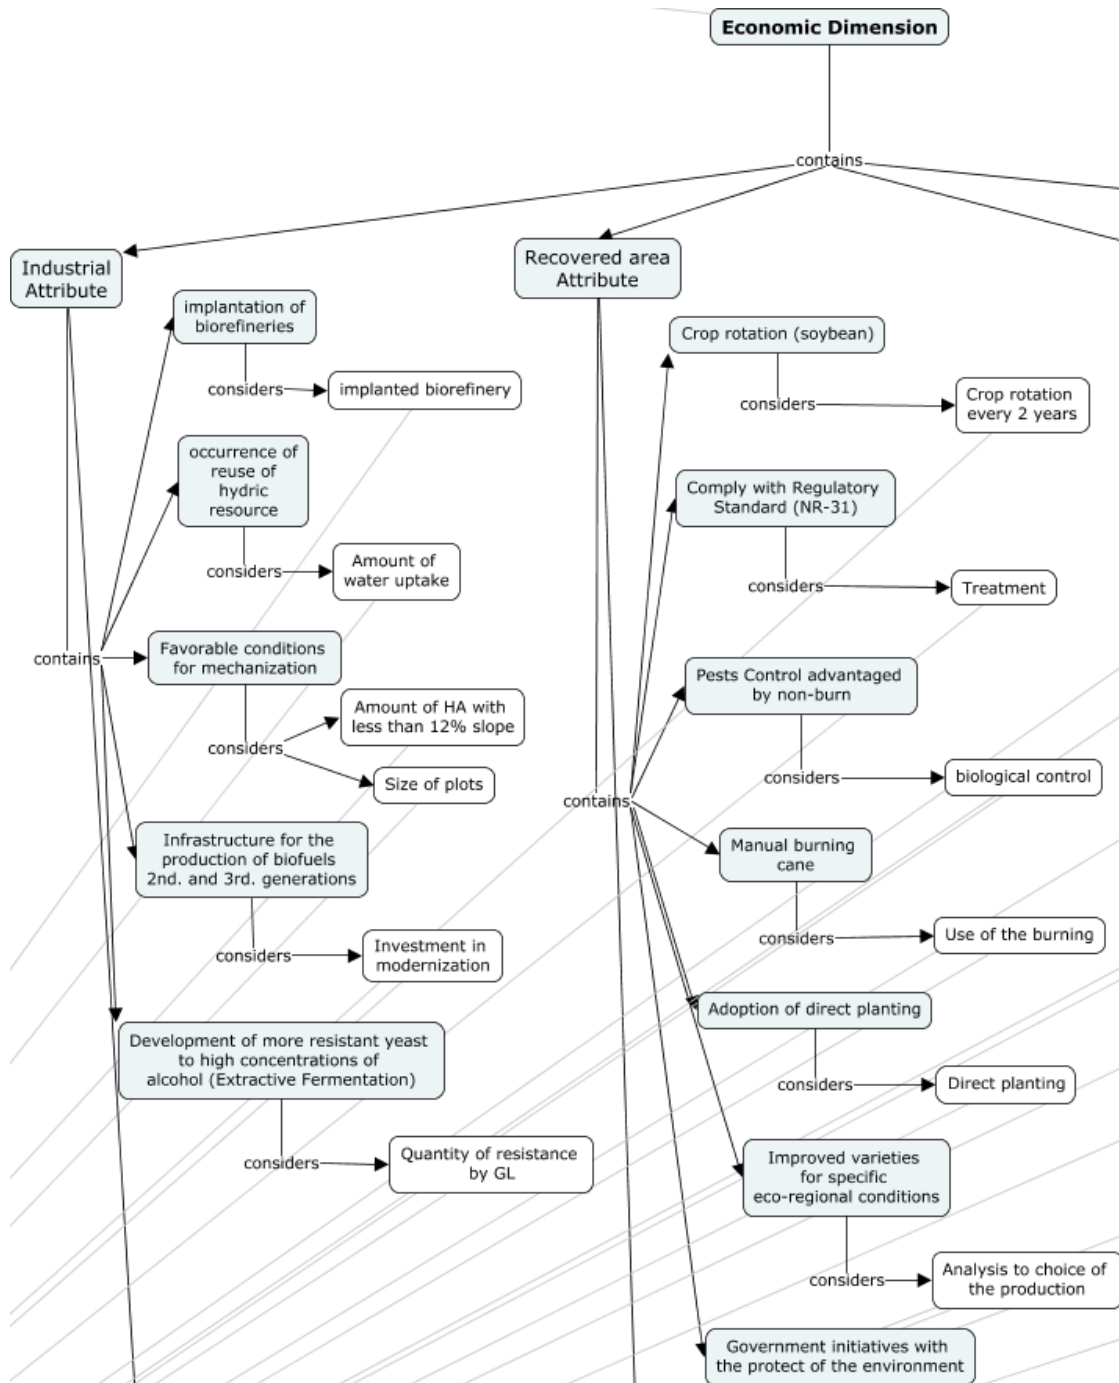 Economic Dimension
contains
Industrial
Attribute
implantation of
biorefineries
considers
implanted biorefinery
occurrence of
reuse of
hydric
resource
considers
Amount of
water uptake
contains
Favorable conditions
for mechanization
considers
Amount of HA with
less than 12% slope
Size of plots
Infrastructure for the
production of biofuels
2nd. and 3rd. generations
considers
Investment in
modernization
Development of more resistant yeast
to high concentrations of
alcohol (Extractive Fermentation)
considers
Quantity of resistance
by GL
Recovered area
Attribute
Crop rotation (soybean)
considers
Crop rotation
every 2 years
Comply with Regulatory
Standard (NR-31)
considers
Treatment
Pests Control advantaged
by non-burn
considers
biological control
contains
Manual burning
cane
considers
Use of the burning
Adoption of direct planting
considers
Direct planting
Improved varieties
for specific
eco-regional conditions
considers
Analysis to choice of
the production
Government initiatives with
the protect of the environment